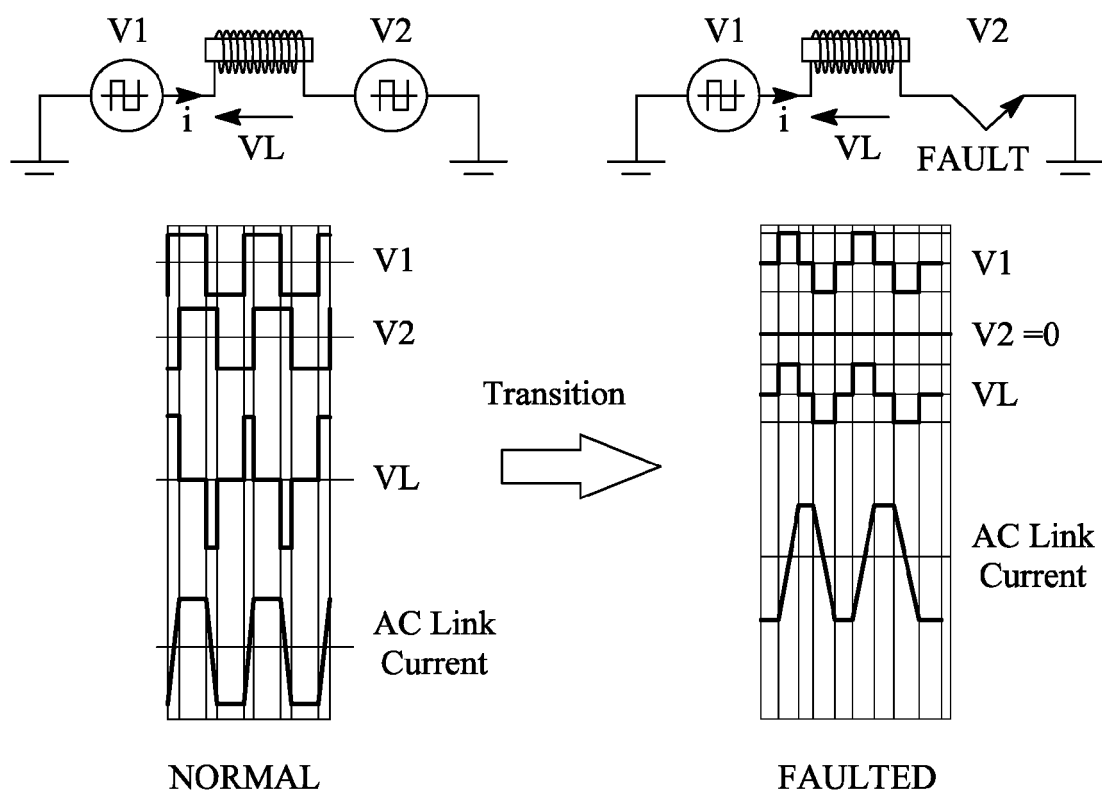 V1
V2
i
VL
V1
V2
i
VL
FAULT
V1
V2
VL
AC Link
Current
NORMAL
Transition
V1
V2 =0
VL
AC Link
Current
FAULTED